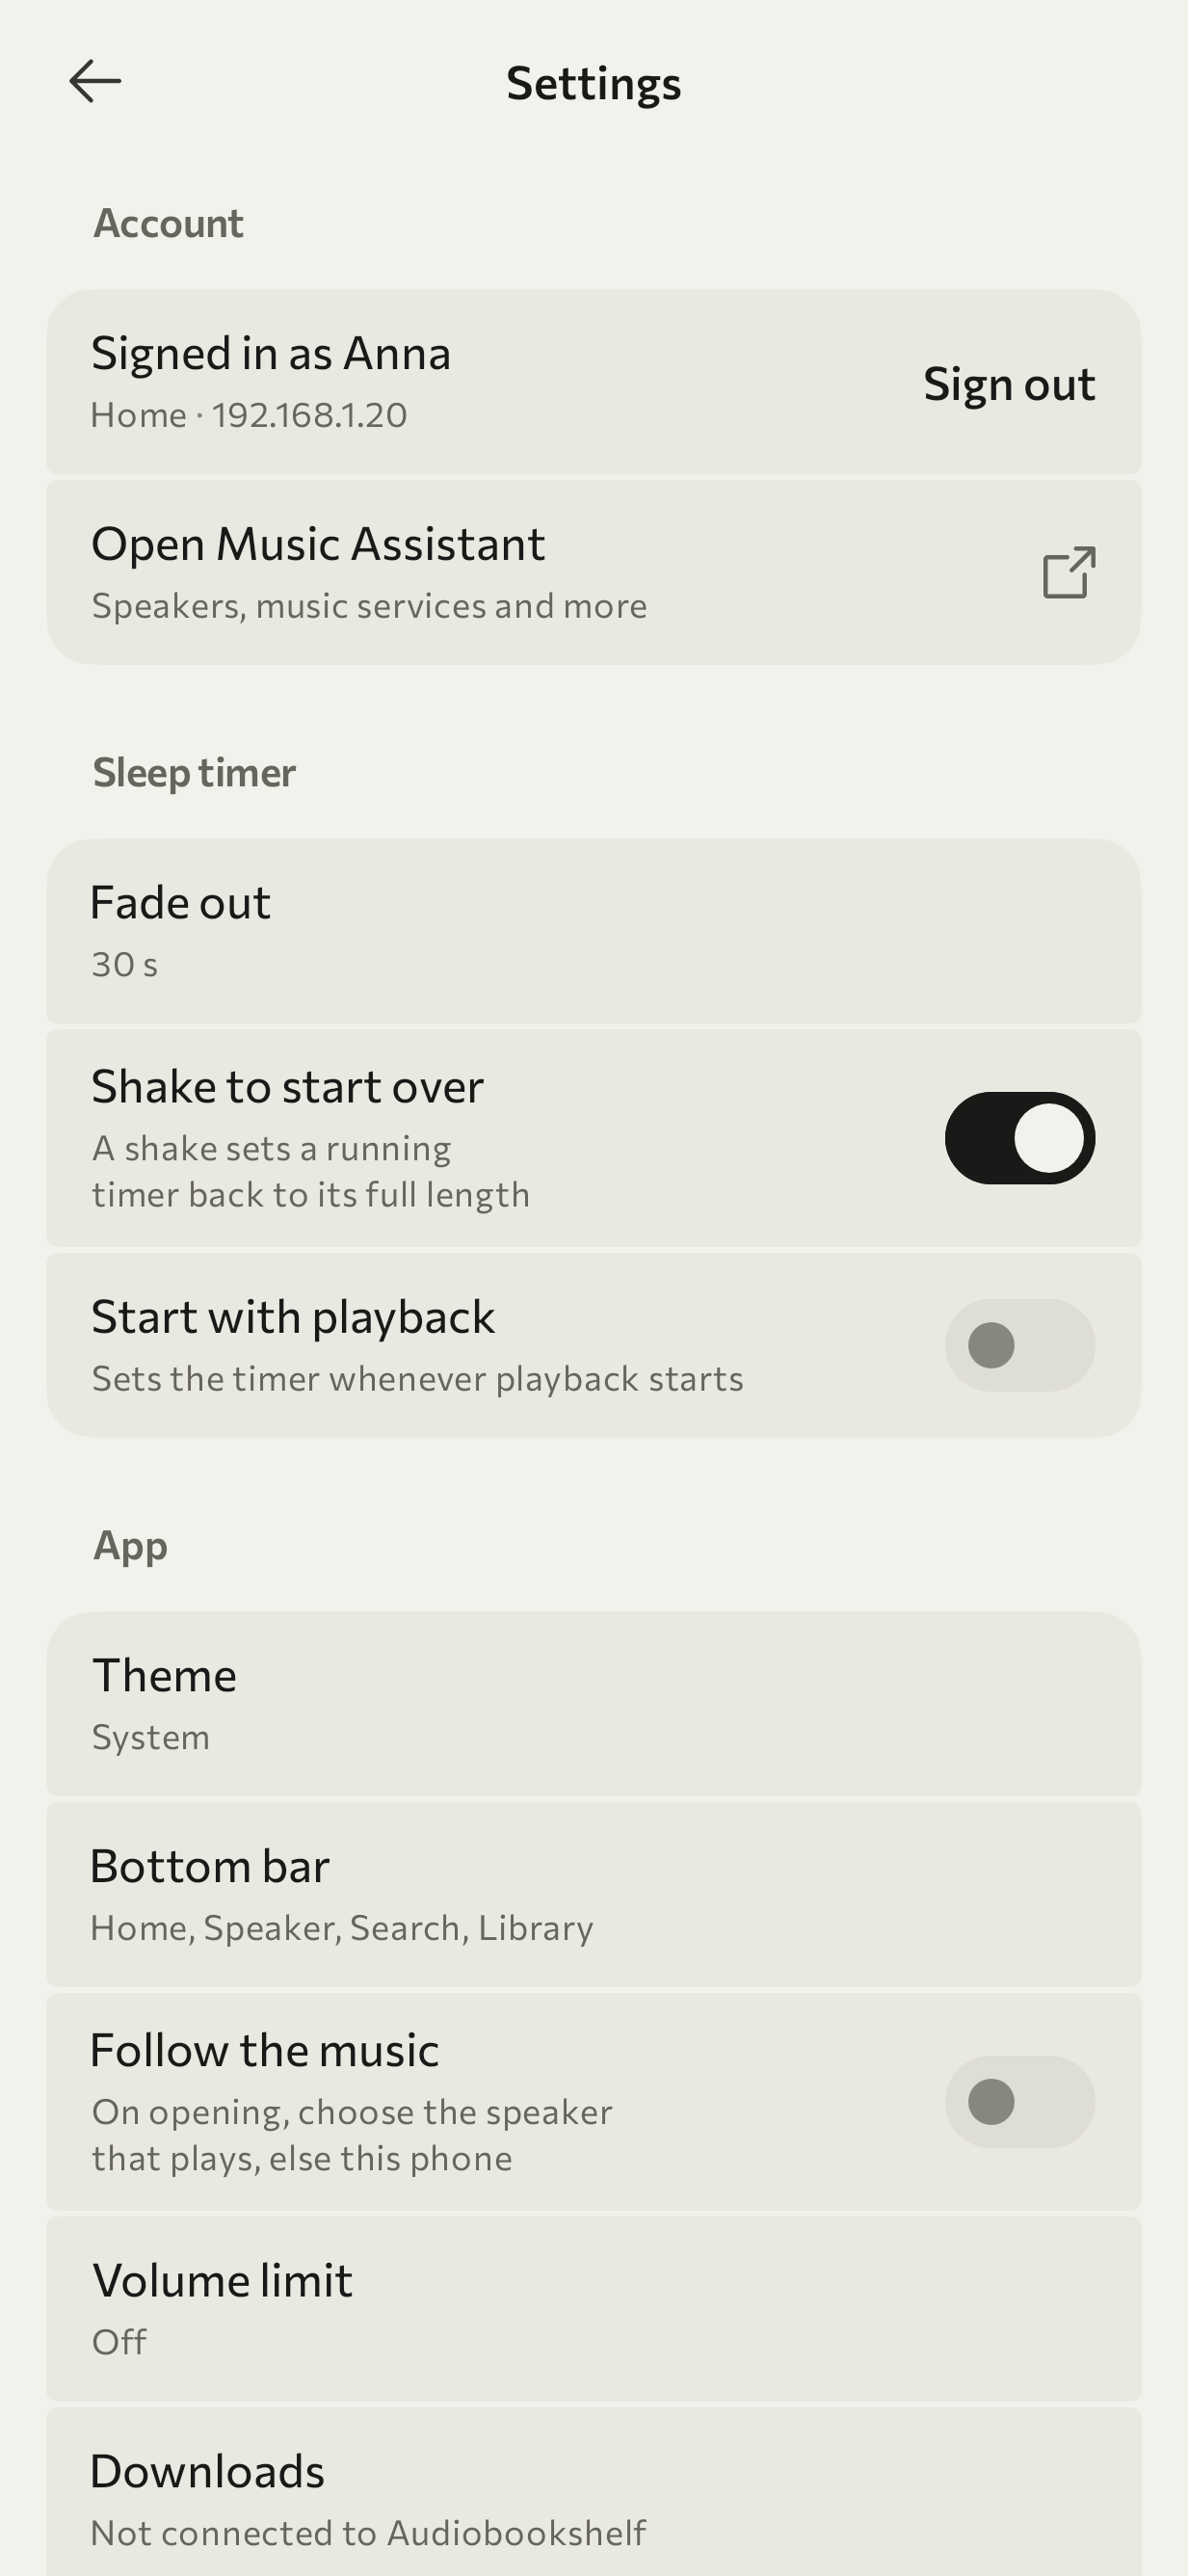 Settings
Account
Signed in as Anna
Home · 192.168.1.20
Sign out
Open Music Assistant
Speakers, music services and more
Sleep timer
Fade out
30 s
Shake to start over
A shake sets a running
timer back to its full length
Start with playback
Sets the timer whenever playback starts
App
Theme
System
Bottom bar
Home, Speaker, Search, Library
Follow the music
On opening, choose the speaker
that plays, else this phone
Volume limit
Off
Downloads
Not connected to Audiobookshelf